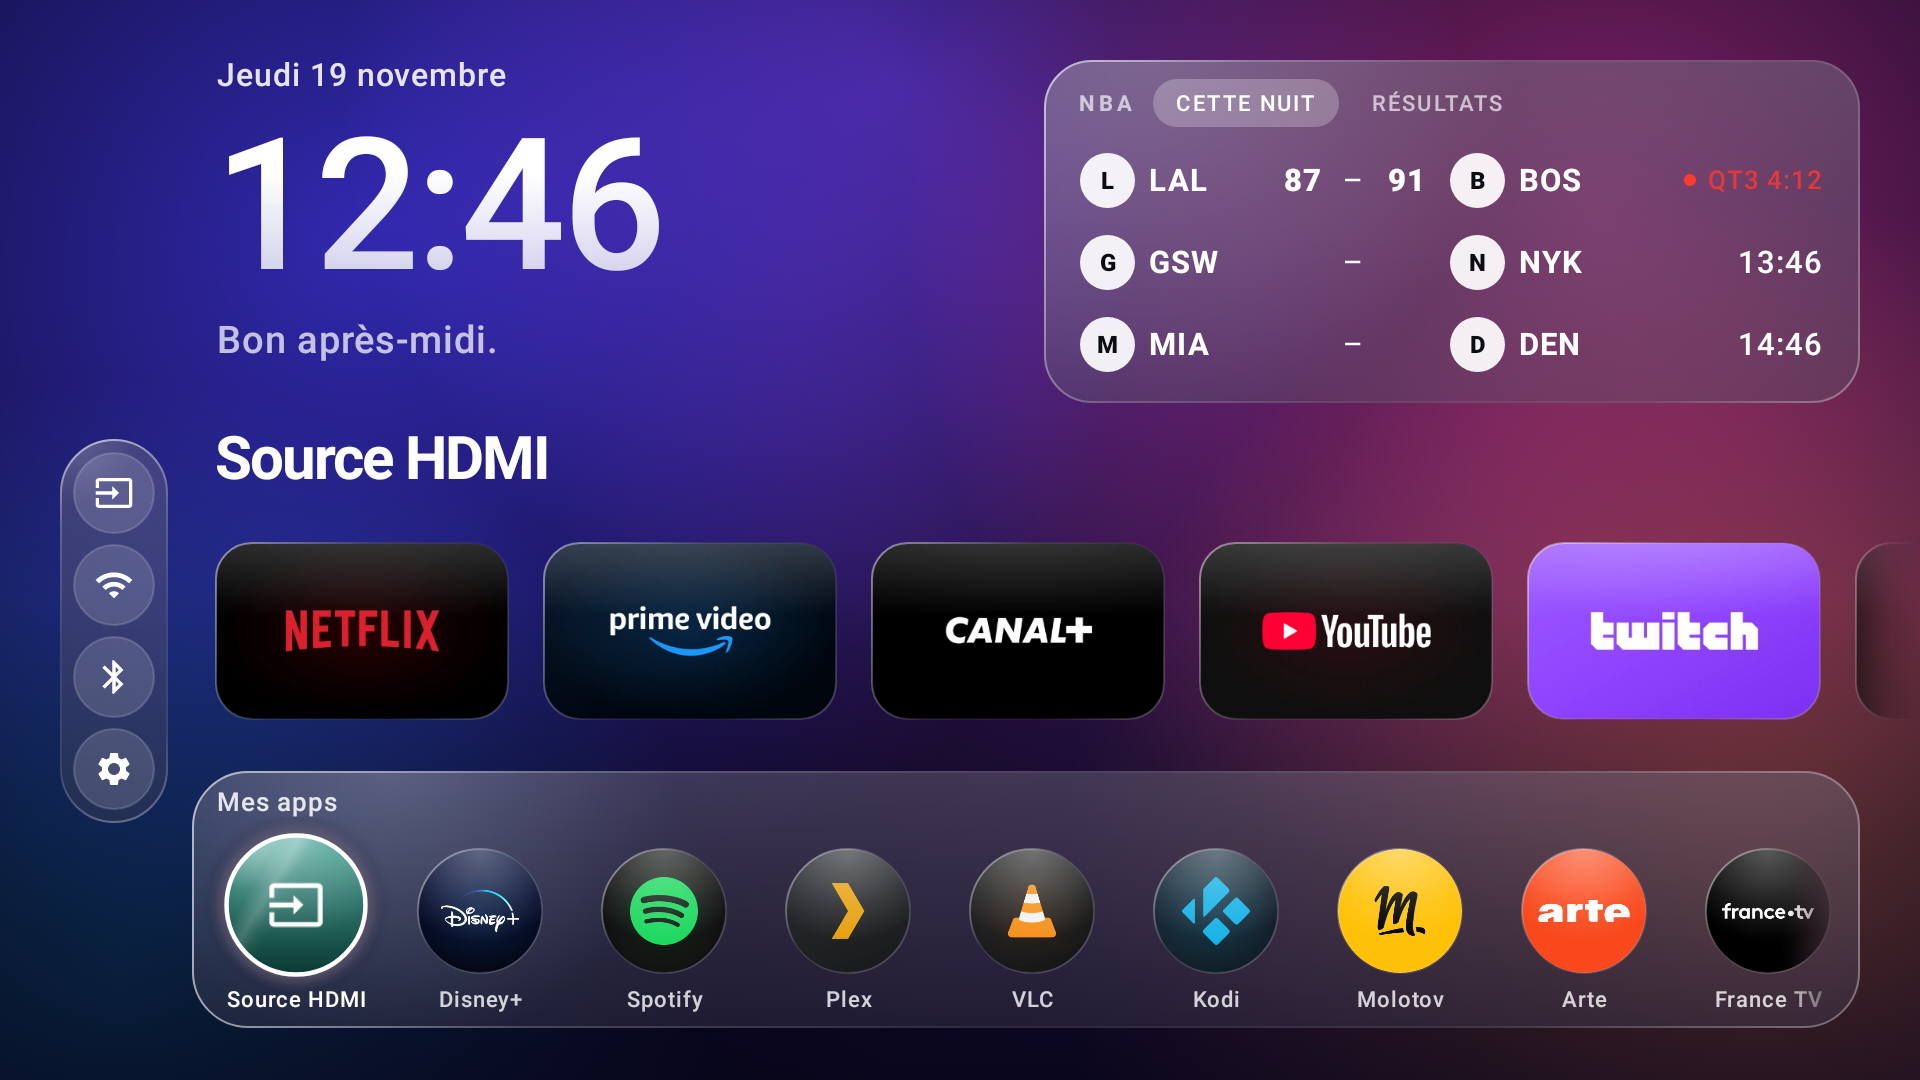 Jeudi 19 novembre
12:46
Bon après-midi.
NBA CETTE NUIT RÉSULTATS
L LAL 87 – 91 B BOS • QT3 4:12
G GSW – N NYK 13:46
M MIA – D DEN 14:46
Source HDMI
NETFLIX
prime video
CANAL+
YouTube
twitch
Mes apps
Disney+
M.
arte
france•tv
Source HDMI
Disney+
Spotify
Plex
VLC
Kodi
Molotov
Arte
France TV